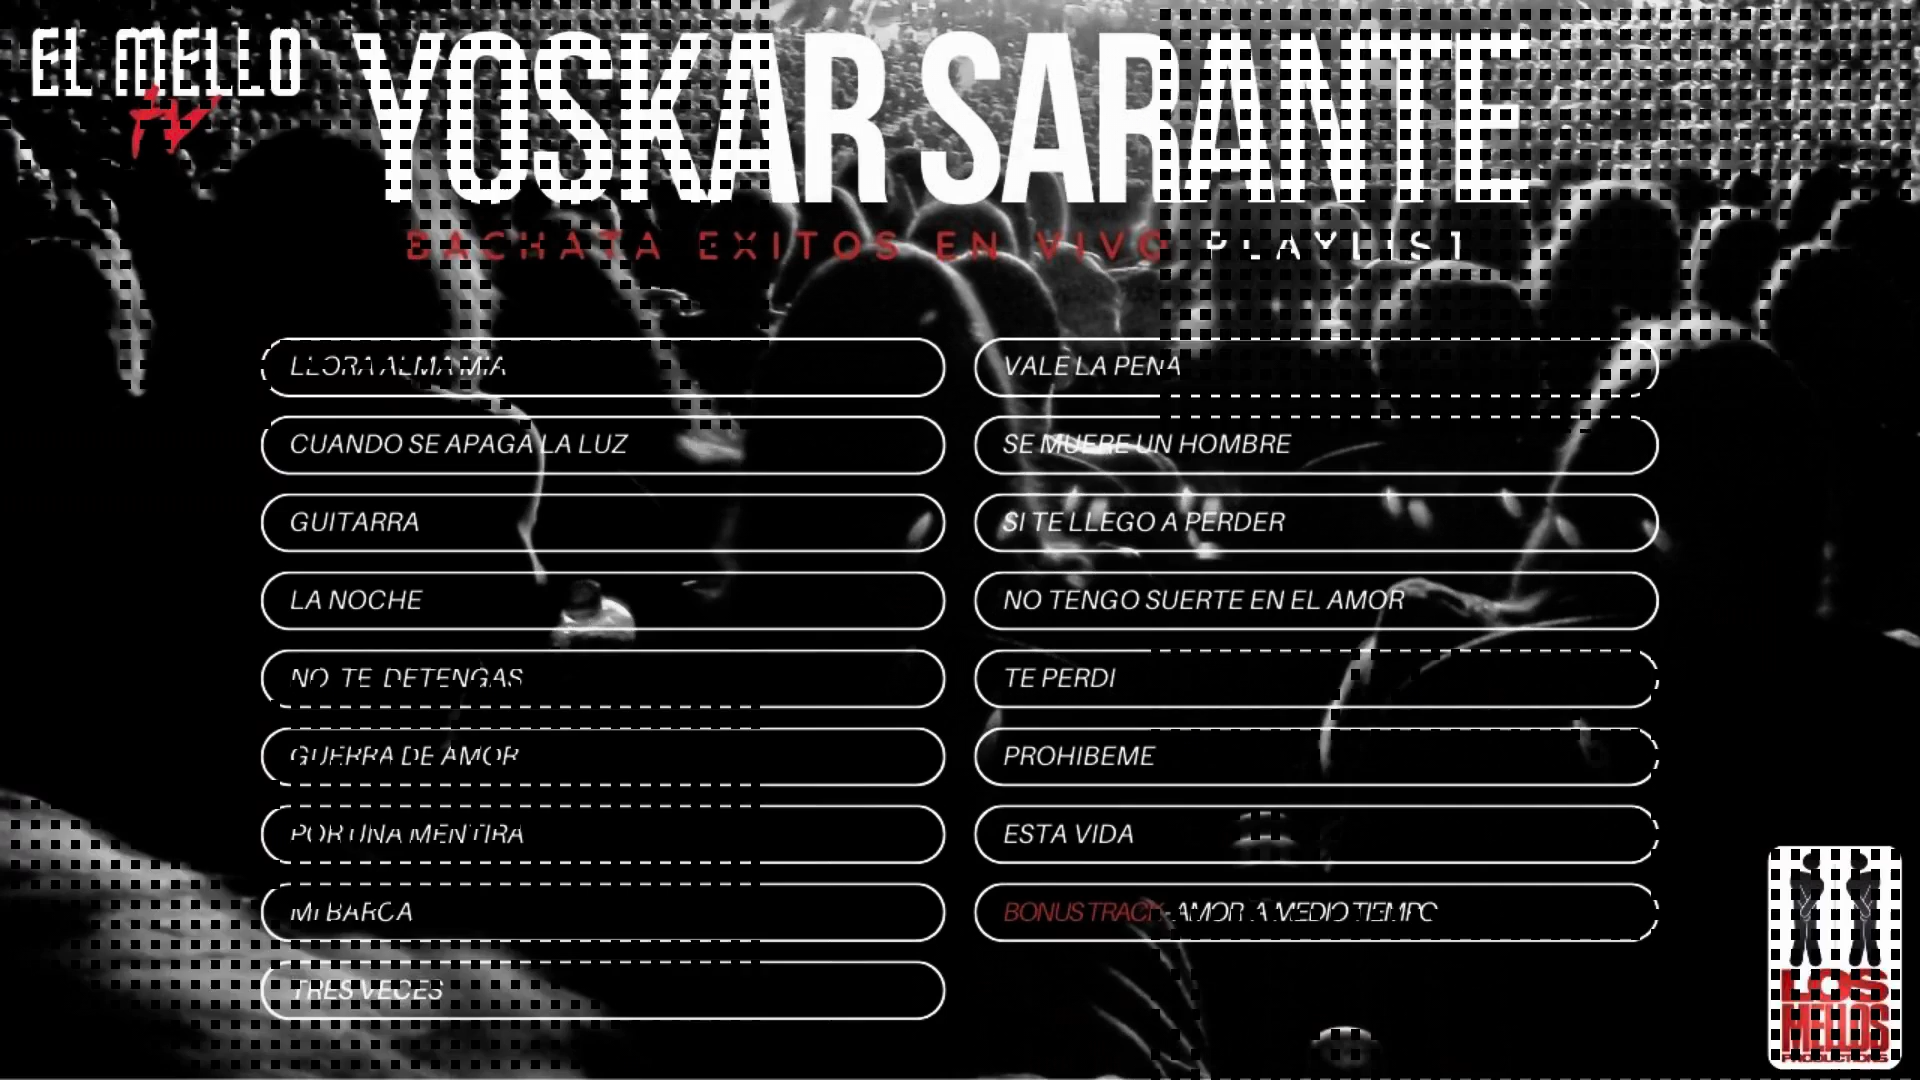 EL MELLO
TV
YOSKAR SARANTE
BACHATA EXITOS EN VIVO PLAYLIST
LLORA ALMA MIA
CUANDO SE APAGA LA LUZ
GUITARRA
LA NOCHE
NO TE DETENGAS
GUERRA DE AMOR
POR UNA MENTIRA
MI BARCA
TRES VECES
VALE LA PENA
SE MUERE UN HOMBRE
SI TE LLEGO A PERDER
NO TENGO SUERTE EN EL AMOR
TE PERDI
PROHIBEME
ESTA VIDA
BONUS TRACK - AMOR A MEDIO TIEMPO
LOS
MELLOS
PRODUCTIONS